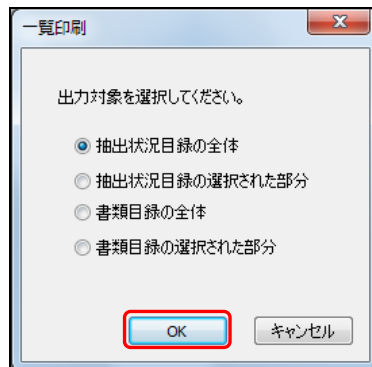 一覧印刷
出力対象を選択してください。
抽出状況目録の全体
抽出状況目録の選択された部分
書類目録の全体
書類目録の選択された部分
OK
キャンセル